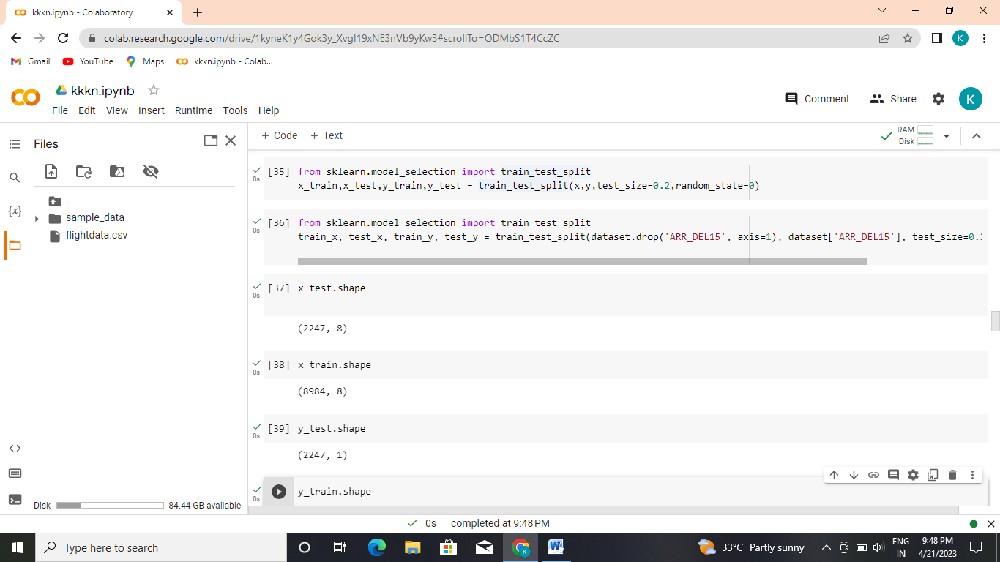 kkkn.ipynb - Colaboratory
colab.research.google.com/drive/1kyneK1y4Gok3y_XvgI19xNE3nVb9yKw3#scrollTo=QDMbS1T4CcZC
K
Gmail YouTube Maps kkkn.ipynb - Colab...
kkkn.ipynb
File Edit View Insert Runtime Tools Help
Comment Share K
Files
+ Code + Text
RAM
Disk
..
sample_data
flightdata.csv
{x}
Disk 84.44 GB available
0s [35] from sklearn.model_selection import train_test_split
x_train,x_test,y_train,y_test = train_test_split(x,y,test_size=0.2,random_state=0)
0s [36] from sklearn.model_selection import train_test_split
train_x, test_x, train_y, test_y = train_test_split(dataset.drop('ARR_DEL15', axis=1), dataset['ARR_DEL15'], test_size=0.2
0s [37] x_test.shape
(2247, 8)
0s [38] x_train.shape
(8984, 8)
0s [39] y_test.shape
(2247, 1)
0s y_train.shape
0s completed at 9:48 PM
Type here to search
33°C Partly sunny
ENG
IN
9:48 PM
4/21/2023